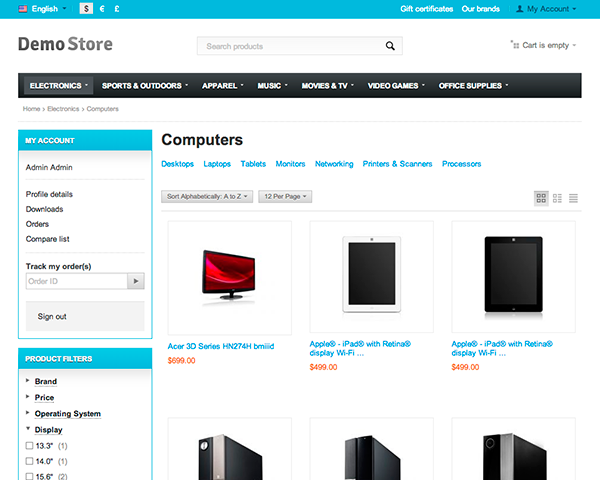 English $ € £ Gift certificates Our brands My Account
Demo Store Search products Cart is empty
ELECTRONICS SPORTS & OUTDOORS APPAREL MUSIC MOVIES & TV VIDEO GAMES OFFICE SUPPLIES
Home > Electronics > Computers
MY ACCOUNT
Admin Admin
Profile details
Downloads
Orders
Compare list
Track my order(s)
Order ID
Sign out
PRODUCT FILTERS
Brand
Price
Operating System
Display
13.3" (1)
14.0" (1)
15.6" (2)
Computers
Desktops Laptops Tablets Monitors Networking Printers & Scanners Processors
Sort Alphabetically: A to Z 12 Per Page
Acer 3D Series HN274H bmiiid
$699.00
Apple® - iPad® with Retina®
display Wi-Fi ...
$499.00
Apple® - iPad® with Retina®
display Wi-Fi ...
$499.00